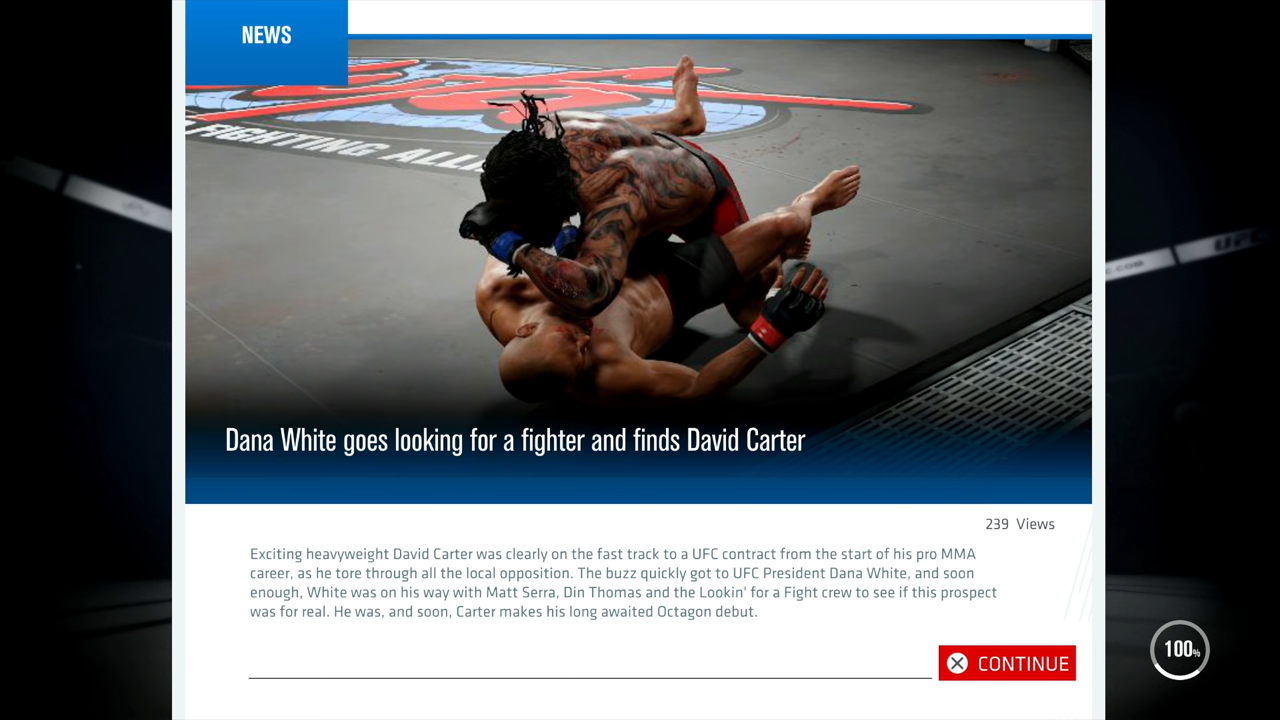 NEWS
FIGHTING ALLI
Dana White goes looking for a fighter and finds David Carter
239 Views
Exciting heavyweight David Carter was clearly on the fast track to a UFC contract from the start of his pro MMA
career, as he tore through all the local opposition. The buzz quickly got to UFC President Dana White, and soon
enough, White was on his way with Matt Serra, Din Thomas and the Lookin' for a Fight crew to see if this prospect
was for real. He was, and soon, Carter makes his long awaited Octagon debut.
CONTINUE
100%
.COM
UFC